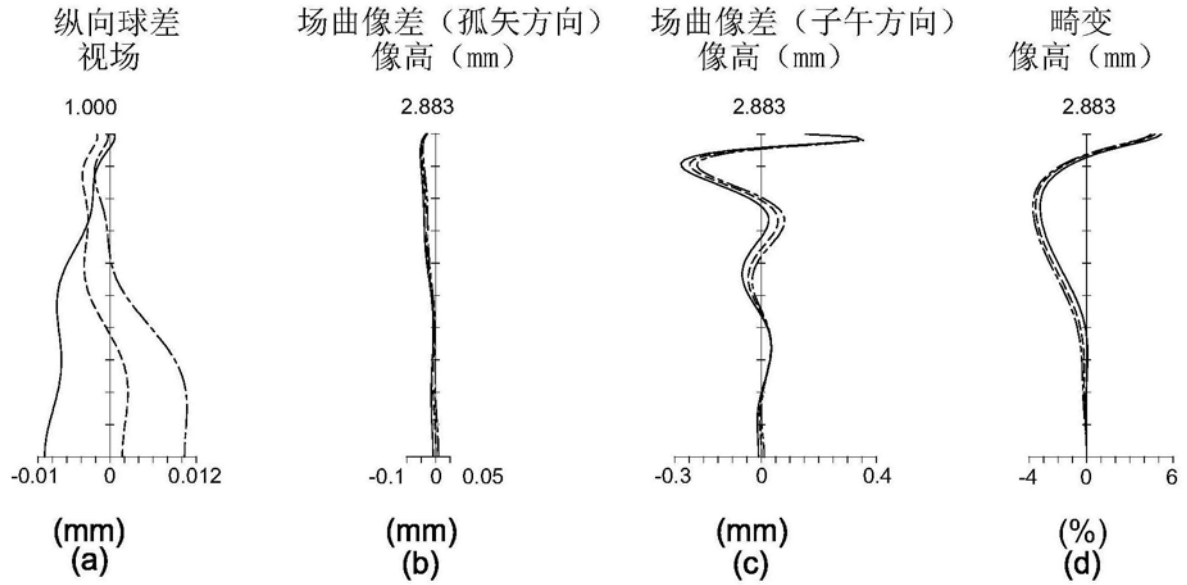 纵向球差
视场
1.000
-0.01 0 0.012
(mm)
(a)
场曲像差（孤矢方向）
像高（mm）
2.883
-0.1 0 0.05
(mm)
(b)
场曲像差（子午方向）
像高（mm）
2.883
-0.3 0 0.4
(mm)
(c)
畸变
像高（mm）
2.883
-4 0 6
(%)
(d)